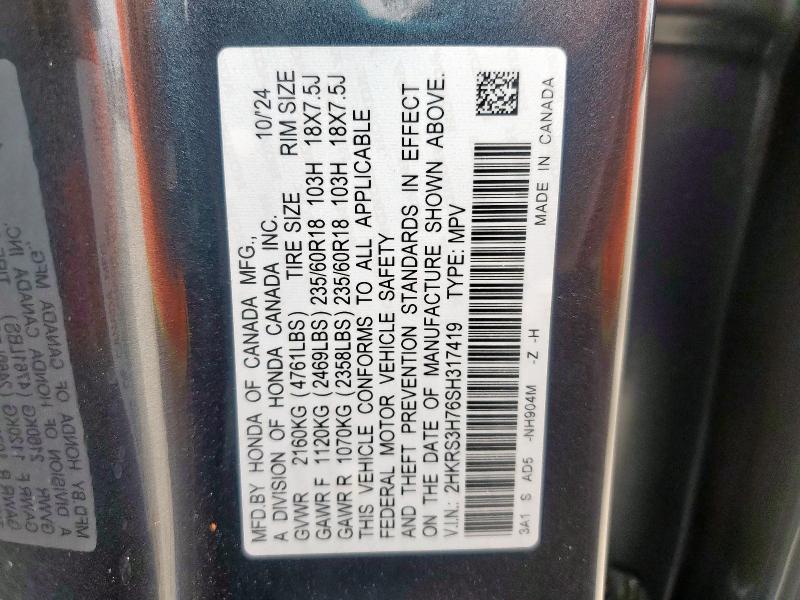 MFD.BY HONDA OF CANADA MFG.,
A DIVISION OF HONDA CANADA INC. 10/'24
GVWR 2160KG (4761LBS) TIRE SIZE RIM SIZE
GAWR F 1120KG (2469LBS) 235/60R18 103H 18X7.5J
GAWR R 1070KG (2358LBS) 235/60R18 103H 18X7.5J
THIS VEHICLE CONFORMS TO ALL APPLICABLE
FEDERAL MOTOR VEHICLE SAFETY
AND THEFT PREVENTION STANDARDS IN EFFECT
ON THE DATE OF MANUFACTURE SHOWN ABOVE.
V.I.N.: 2HKRS3H76SH317419 TYPE: MPV
3A1 S AD5 -NH904M -Z -H
MADE IN CANADA